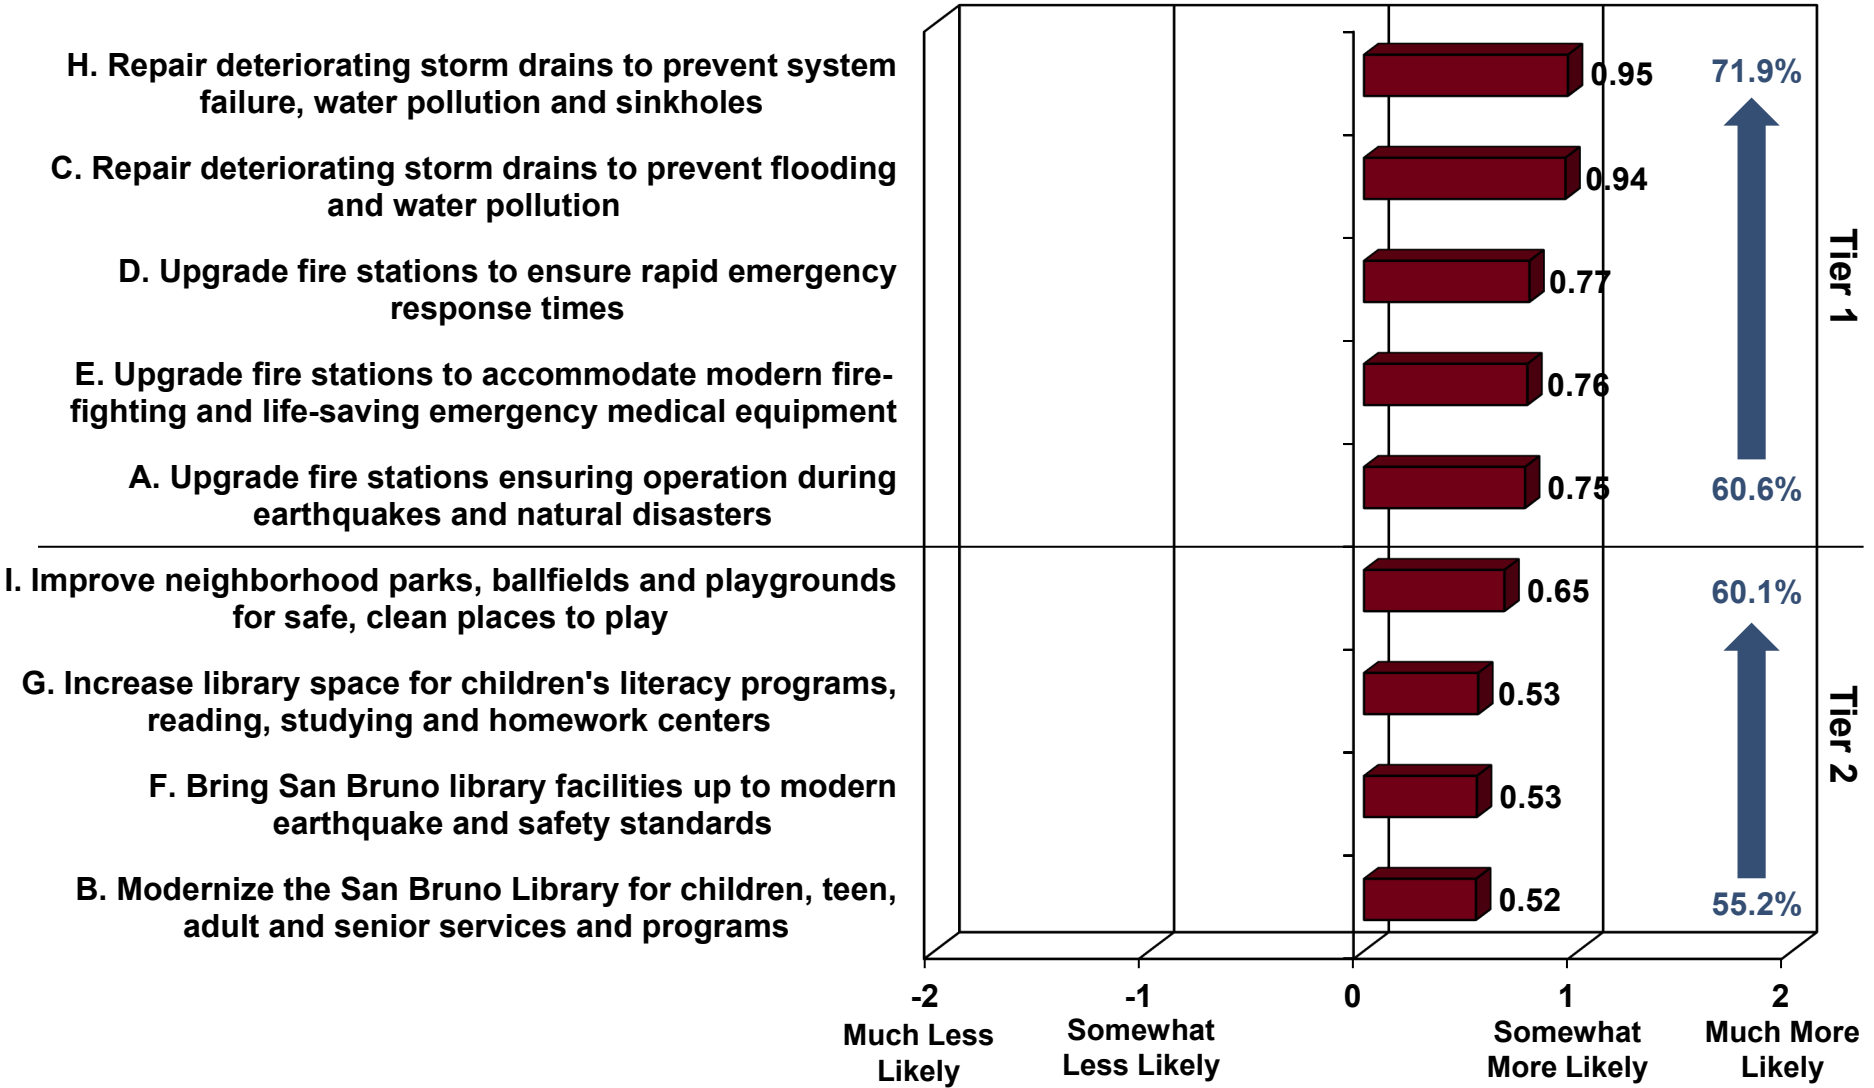 H. Repair deteriorating storm drains to prevent system
failure, water pollution and sinkholes
0.95
71.9%
C. Repair deteriorating storm drains to prevent flooding
and water pollution
0.94
D. Upgrade fire stations to ensure rapid emergency
response times
0.77
Tier 1
E. Upgrade fire stations to accommodate modern fire-
fighting and life-saving emergency medical equipment
0.76
A. Upgrade fire stations ensuring operation during
earthquakes and natural disasters
0.75
60.6%
I. Improve neighborhood parks, ballfields and playgrounds
for safe, clean places to play
0.65
60.1%
G. Increase library space for children's literacy programs,
reading, studying and homework centers
0.53
Tier 2
F. Bring San Bruno library facilities up to modern
earthquake and safety standards
0.53
B. Modernize the San Bruno Library for children, teen,
adult and senior services and programs
0.52
55.2%
-2
-1
0
1
2
Much Less
Likely
Somewhat
Less Likely
Somewhat
More Likely
Much More
Likely